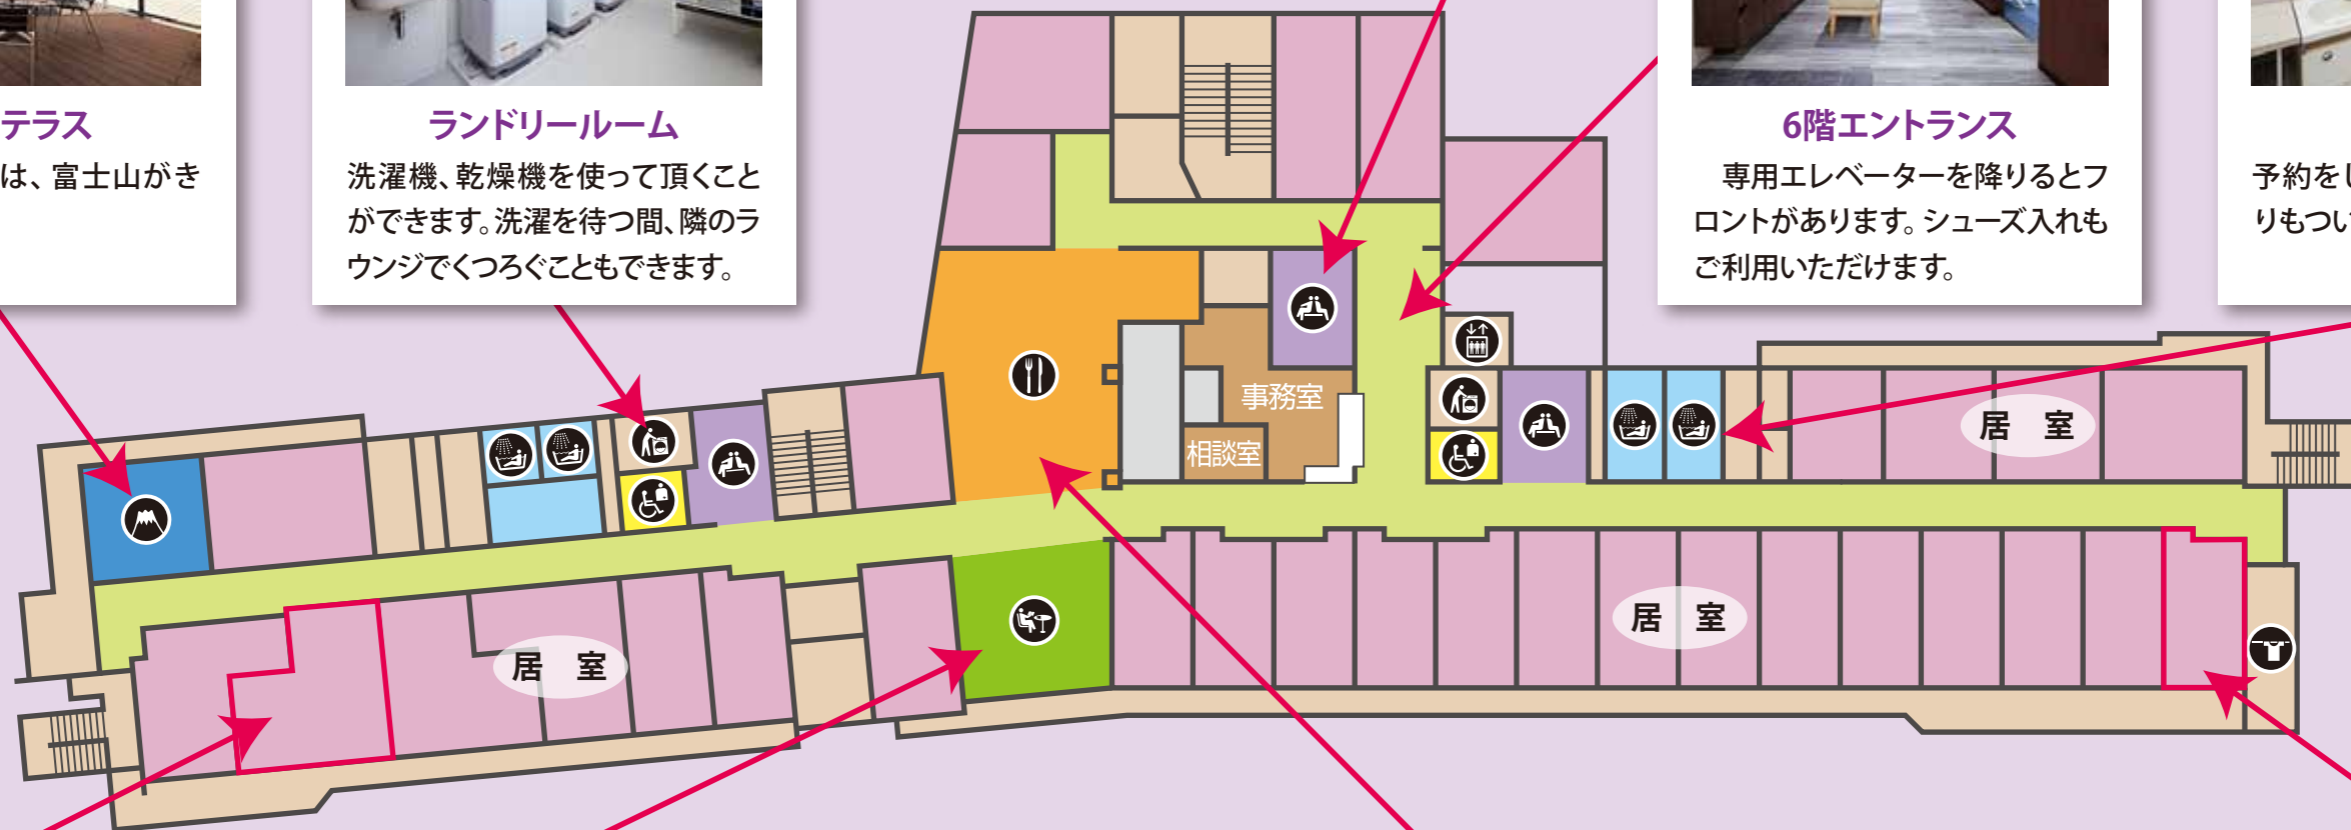 テラス
は、富士山がき
ランドリールーム
洗濯機、乾燥機を使って頂くこと
ができます。洗濯を待つ間、隣のラ
ウンジでくつろぐこともできます。
6階エントランス
専用エレベーターを降りるとフ
ロントがあります。シューズ入れも
ご利用いただけます。
予約をし
りもつい
事務室
相談室
居 室
居 室
居 室